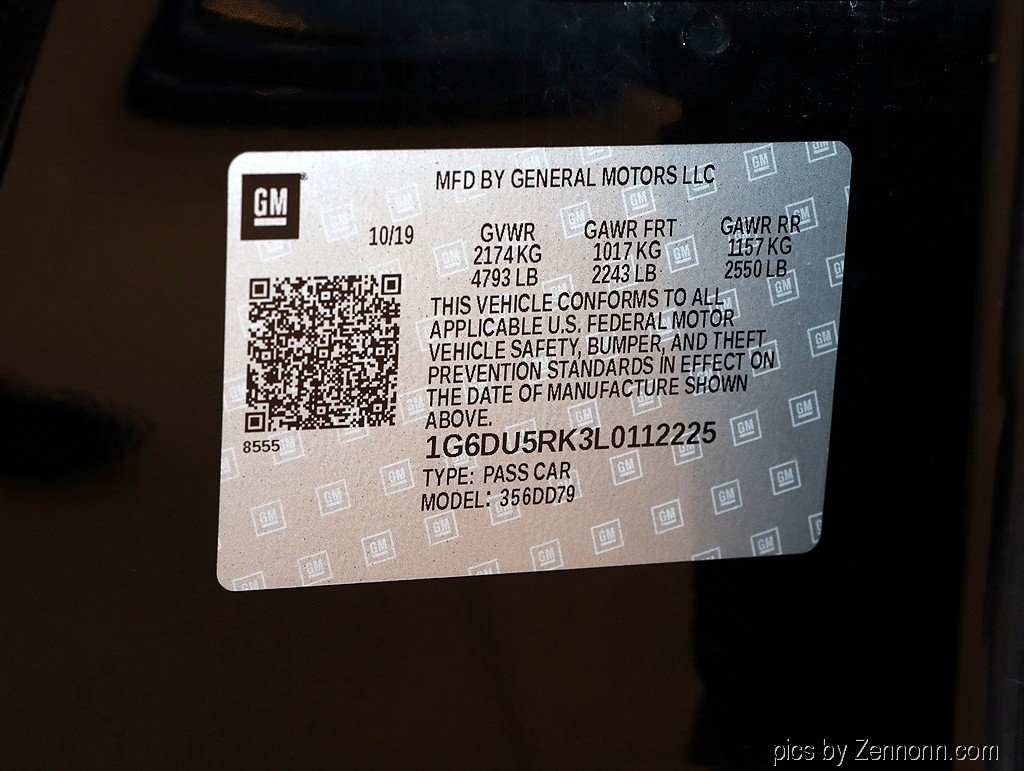 GM
MFD BY GENERAL MOTORS LLC
10/19
GVWR GAWR FRT GAWR RR
2174 KG 1017 KG 1157 KG
4793 LB 2243 LB 2550 LB
THIS VEHICLE CONFORMS TO ALL
APPLICABLE U.S. FEDERAL MOTOR
VEHICLE SAFETY, BUMPER, AND THEFT
PREVENTION STANDARDS IN EFFECT ON
THE DATE OF MANUFACTURE SHOWN
ABOVE.
8555
1G6DU5RK3L0112225
TYPE: PASS CAR
MODEL: 356DD79
pics by Zennonn.com